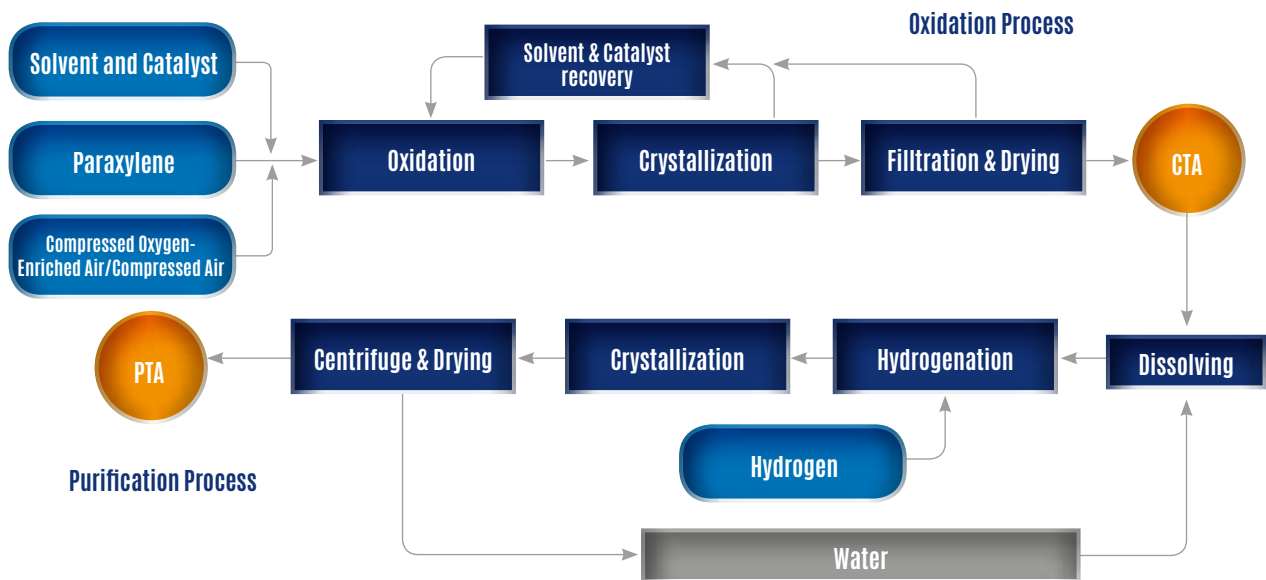 Oxidation Process
Solvent and Catalyst
Solvent & Catalyst
recovery
Paraxylene
Oxidation
Crystallization
Filltration & Drying
CTA
Compressed Oxygen-
Enriched Air/Compressed Air
PTA
Centrifuge & Drying
Crystallization
Hydrogenation
Dissolving
Hydrogen
Purification Process
Water